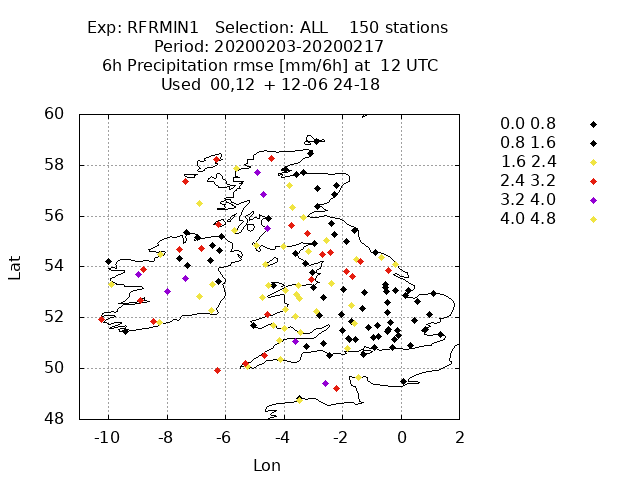 Exp: RFRMIN1 Selection: ALL 150 stations
Period: 20200203-20200217
6h Precipitation rmse [mm/6h] at 12 UTC
Used 00,12 + 12-06 24-18
60
58
56
54
52
50
48
Lat
-10 -8 -6 -4 -2 0 2
Lon
0.0 0.8
0.8 1.6
1.6 2.4
2.4 3.2
3.2 4.0
4.0 4.8